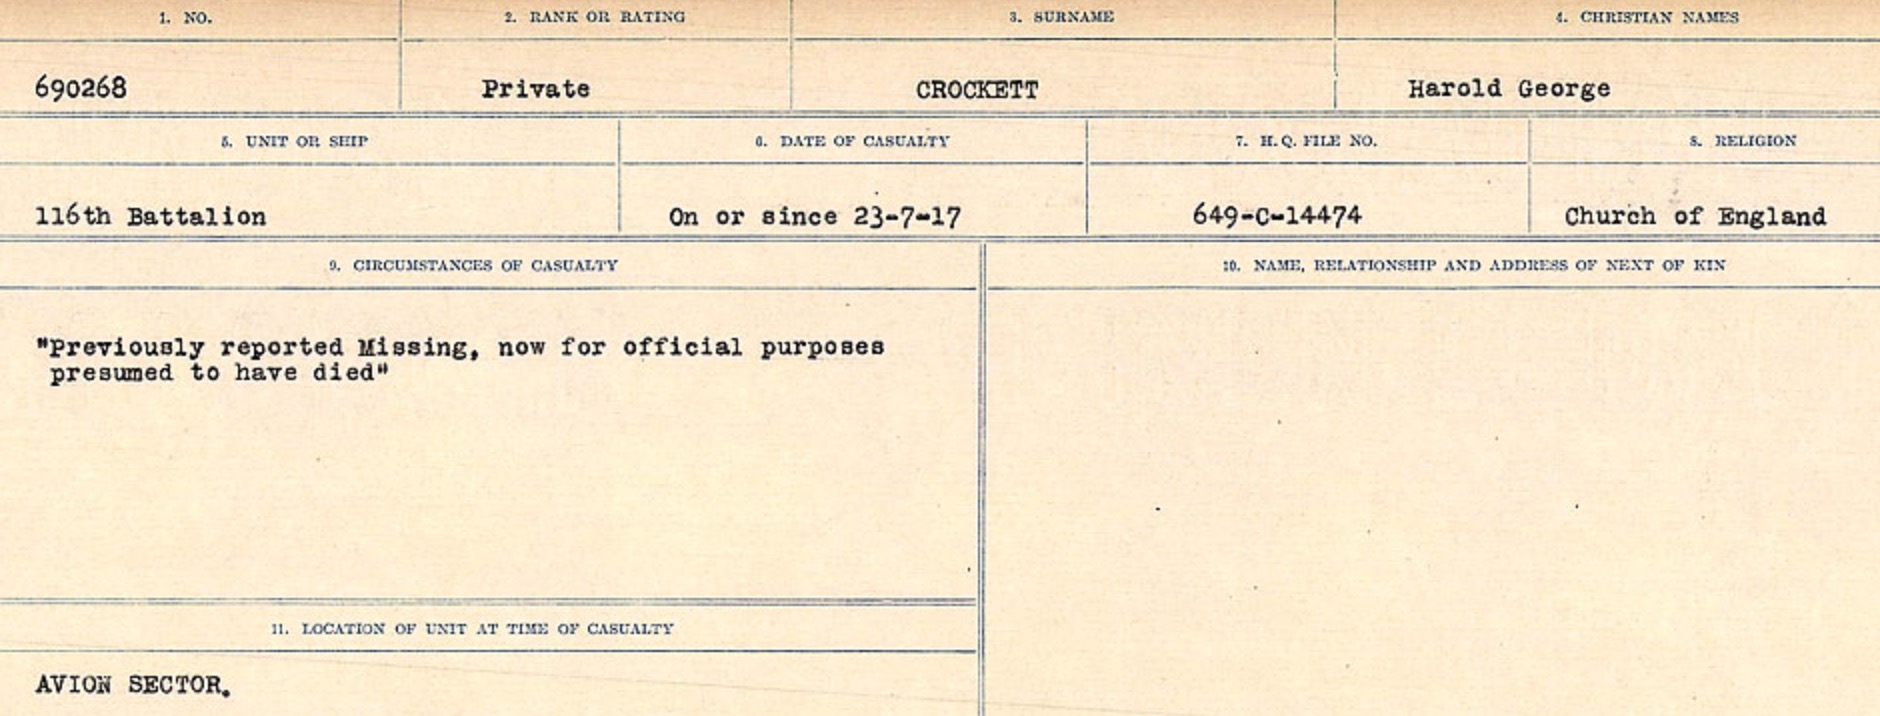 1. NO.
2. RANK OR RATING
3. SURNAME
4. CHRISTIAN NAMES
690268
Private
CROCKETT
Harold George
5. UNIT OR SHIP
6. DATE OF CASUALTY
7. H.Q. FILE NO.
8. RELIGION
116th Battalion
On or since 23-7-17
649-C-14474
Church of England
9. CIRCUMSTANCES OF CASUALTY
10. NAME, RELATIONSHIP AND ADDRESS OF NEXT OF KIN
"Previously reported Missing, now for official purposes
presumed to have died"
11. LOCATION OF UNIT AT TIME OF CASUALTY
AVION SECTOR.